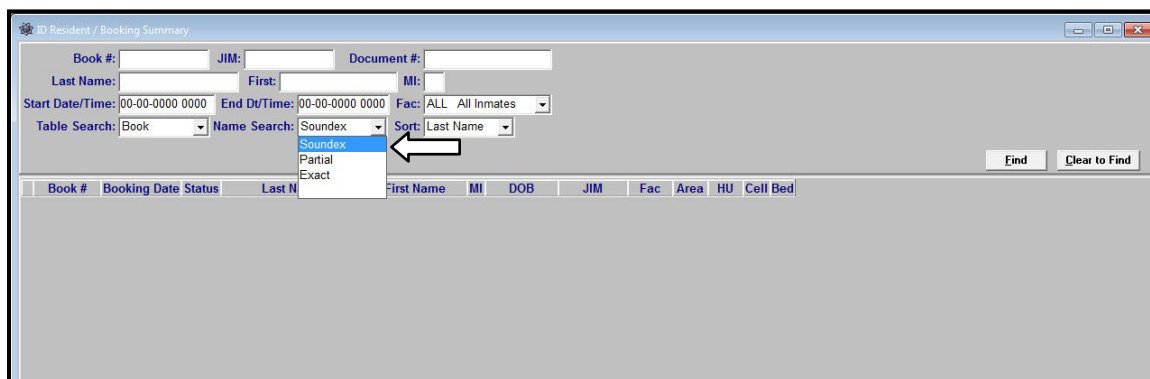 ID Resident / Booking Summary
Book #: JIM: Document #:
Last Name: First: MI:
Start Date/Time: 00-00-0000 0000 End Dt/Time: 00-00-0000 0000 Fac: ALL All Inmates
Table Search: Book Name Search: Soundex Sort: Last Name
Soundex
Partial
Exact
Find Clear to Find
Book # Booking Date Status Last N First Name MI DOB JIM Fac Area HU Cell Bed